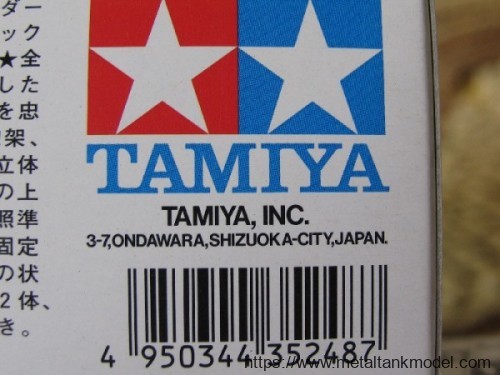 ダー
ック
★全
した
を忠
架、
立体
の上
照準
固定
の状
2体、
き。
TAMIYA
TAMIYA, INC.
3-7,ONDAWARA,SHIZUOKA-CITY,JAPAN.
4 950344 352487
https://www.metaltankmodel.com